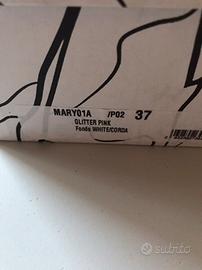 MARY01A /P02 37
GLITTER PINK
Fondo WHITE/CORDA
subito